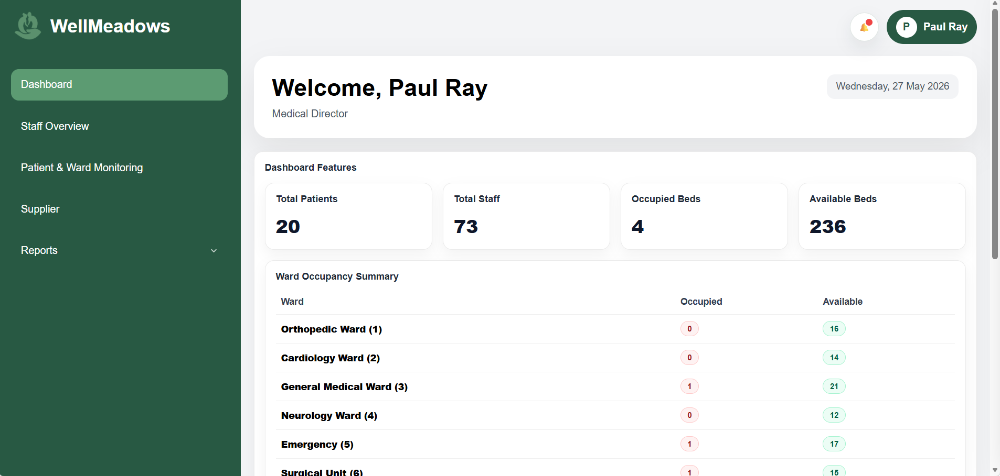 WellMeadows
Dashboard
Staff Overview
Patient & Ward Monitoring
Supplier
Reports
P Paul Ray
Welcome, Paul Ray
Wednesday, 27 May 2026
Medical Director
Dashboard Features
Total Patients
20
Total Staff
73
Occupied Beds
4
Available Beds
236
Ward Occupancy Summary
Ward Occupied Available
Orthopedic Ward (1) 0 16
Cardiology Ward (2) 0 14
General Medical Ward (3) 1 21
Neurology Ward (4) 0 12
Emergency (5) 1 17
Surgical Unit (6) 1 15